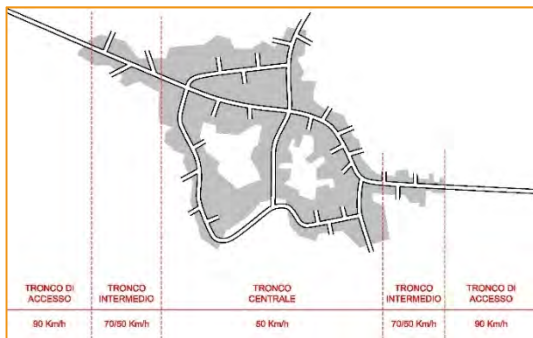 TRONCO DI ACCESSO
TRONCO INTERMEDIO
TRONCO CENTRALE
TRONCO INTERMEDIO
TRONCO DI ACCESSO
90 Km/h
70/50 Km/h
50 Km/h
70/50 Km/h
90 Km/h